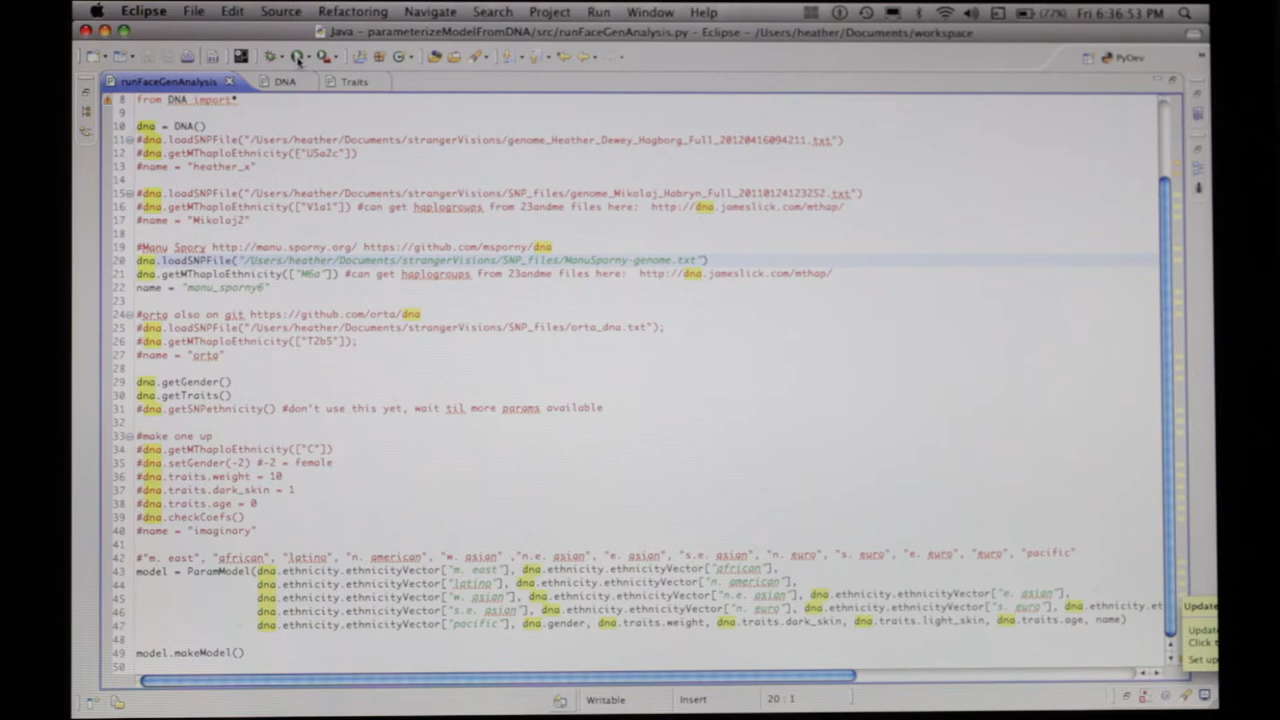 Eclipse File Edit Source Refactoring Navigate Search Project Run Window Help (77%) Fri 6:36:53 PM
Java – parameterizeModelFromDNA/src/runFaceGenAnalysis.py – Eclipse – /Users/heather/Documents/workspace
PyDev
runFaceGenAnalysis DNA Traits
8 from DNA import*
9
10 dna = DNA()
11 #dna.loadSNPFile("/Users/heather/Documents/strangerVisions/genome_Heather_Dewey_Hagborg_Full_20120416094211.txt")
12 #dna.getMThaploEthnicity(["U5a2c"])
13 #name = "heather_x"
14
15 #dna.loadSNPFile("/Users/heather/Documents/strangerVisions/SNP_files/genome_Mikolaj_Habryn_Full_20110124123252.txt")
16 #dna.getMThaploEthnicity(["V1a1"]) #can get haplogroups from 23andme files here: http://dna.jameslick.com/mthap/
17 #name = "Mikolaj2"
18
19 #Manu Spory http://manu.sporny.org/ https://github.com/msporny/dna
20 dna.loadSNPFile("/Users/heather/Documents/strangerVisions/SNP_files/ManuSporny-genome.txt")
21 dna.getMThaploEthnicity(["M6a"]) #can get haplogroups from 23andme files here: http://dna.jameslick.com/mthap/
22 name = "manu_sporny6"
23
24 #orta also on git https://github.com/orta/dna
25 #dna.loadSNPFile("/Users/heather/Documents/strangerVisions/SNP_files/orta_dna.txt");
26 #dna.getMThaploEthnicity(["T2b5"]);
27 #name = "orta"
28
29 dna.getGender()
30 dna.getTraits()
31 #dna.getSNPethnicity() #don't use this yet, wait til more params available
32
33 #make one up
34 #dna.getMThaploEthnicity(["C"])
35 #dna.setGender(-2) #-2 = female
36 #dna.traits.weight = 10
37 #dna.traits.dark_skin = 1
38 #dna.traits.age = 0
39 #dna.checkCoefs()
40 #name = "imaginary"
41
42 #"m. east", "african", "latino", "n. american", "w. asian" ,"n.e. asian", "e. asian", "s.e. asian", "n. euro", "s. euro", "e. euro", "euro", "pacific"
43 model = ParamModel(dna.ethnicity.ethnicityVector["m. east"], dna.ethnicity.ethnicityVector["african"],
44 dna.ethnicity.ethnicityVector["latino"], dna.ethnicity.ethnicityVector["n. american"],
45 dna.ethnicity.ethnicityVector["w. asian"], dna.ethnicity.ethnicityVector["n.e. asian"], dna.ethnicity.ethnicityVector["e. asian"],
46 dna.ethnicity.ethnicityVector["s.e. asian"], dna.ethnicity.ethnicityVector["n. euro"], dna.ethnicity.ethnicityVector["s. euro"], dna.ethnicity.et
47 dna.ethnicity.ethnicityVector["pacific"], dna.gender, dna.traits.weight, dna.traits.dark_skin, dna.traits.light_skin, dna.traits.age, name)
48
49 model.makeModel()
50
Update
Update
Click t
Set up
Writable Insert 20 : 1